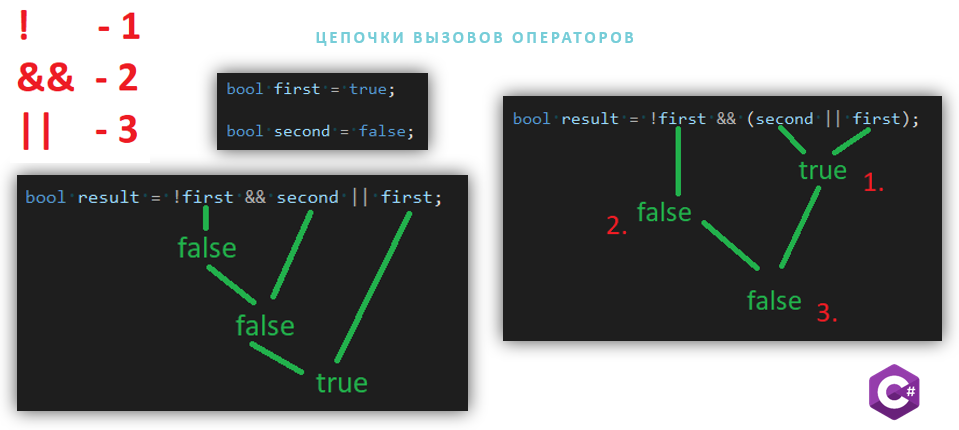 ! - 1
&& - 2
|| - 3
ЦЕПОЧКИ ВЫЗОВОВ ОПЕРАТОРОВ
bool first = true;
bool second = false;
bool result = !first && second || first;
false
false
true
bool result = !first && (second || first);
true 1.
2. false
false 3.
C#